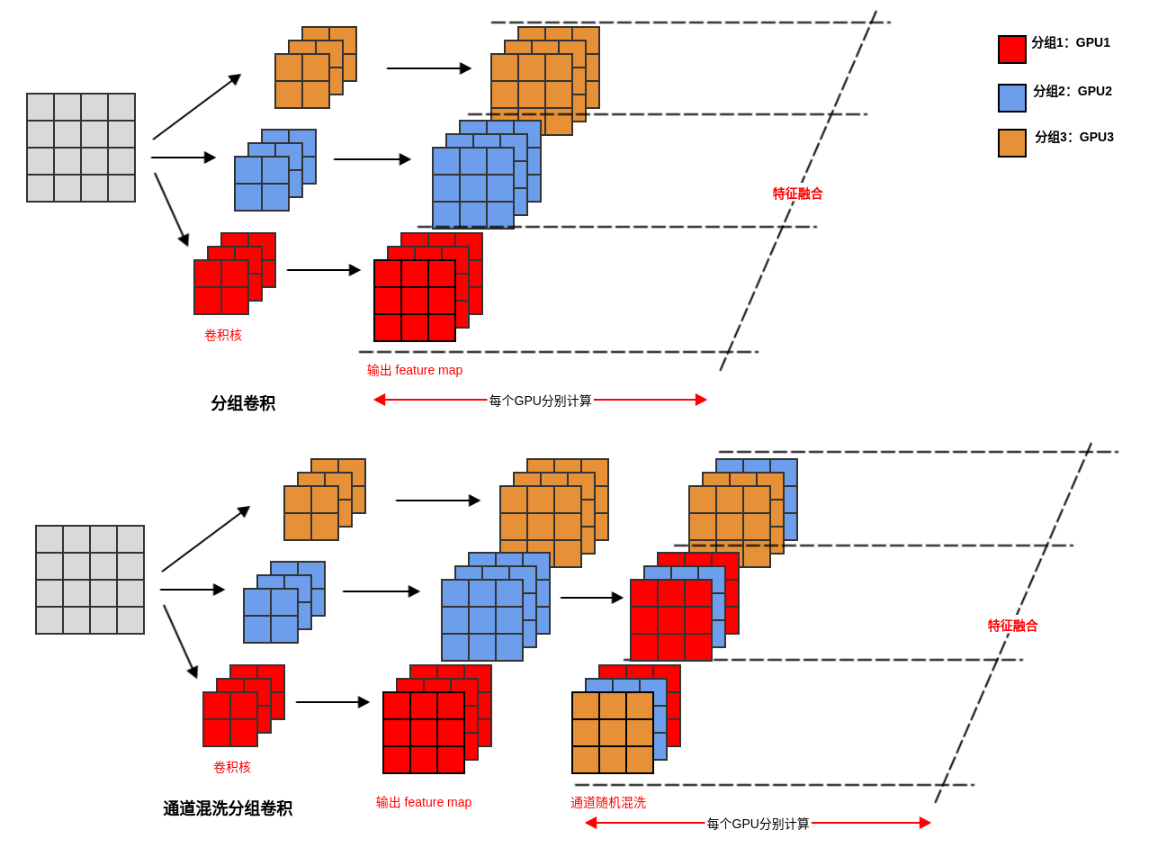 分组1：GPU1
分组2：GPU2
分组3：GPU3
特征融合
卷积核
输出 feature map
每个GPU分别计算
分组卷积
特征融合
卷积核
输出 feature map
通道随机混洗
每个GPU分别计算
通道混洗分组卷积